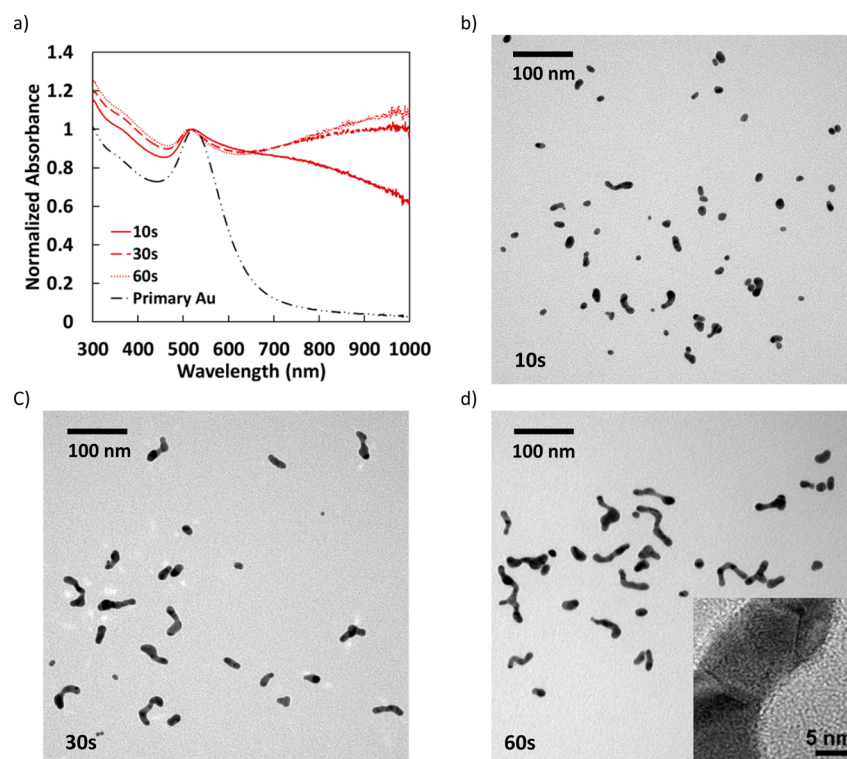 a)
1.4
1.2
1
0.8
0.6
0.4
0.2
0
Normalized Absorbance
10s
30s
60s
Primary Au
300 400 500 600 700 800 900 1000
Wavelength (nm)
b)
100 nm
10s
C)
100 nm
30s
d)
100 nm
60s
5 nm